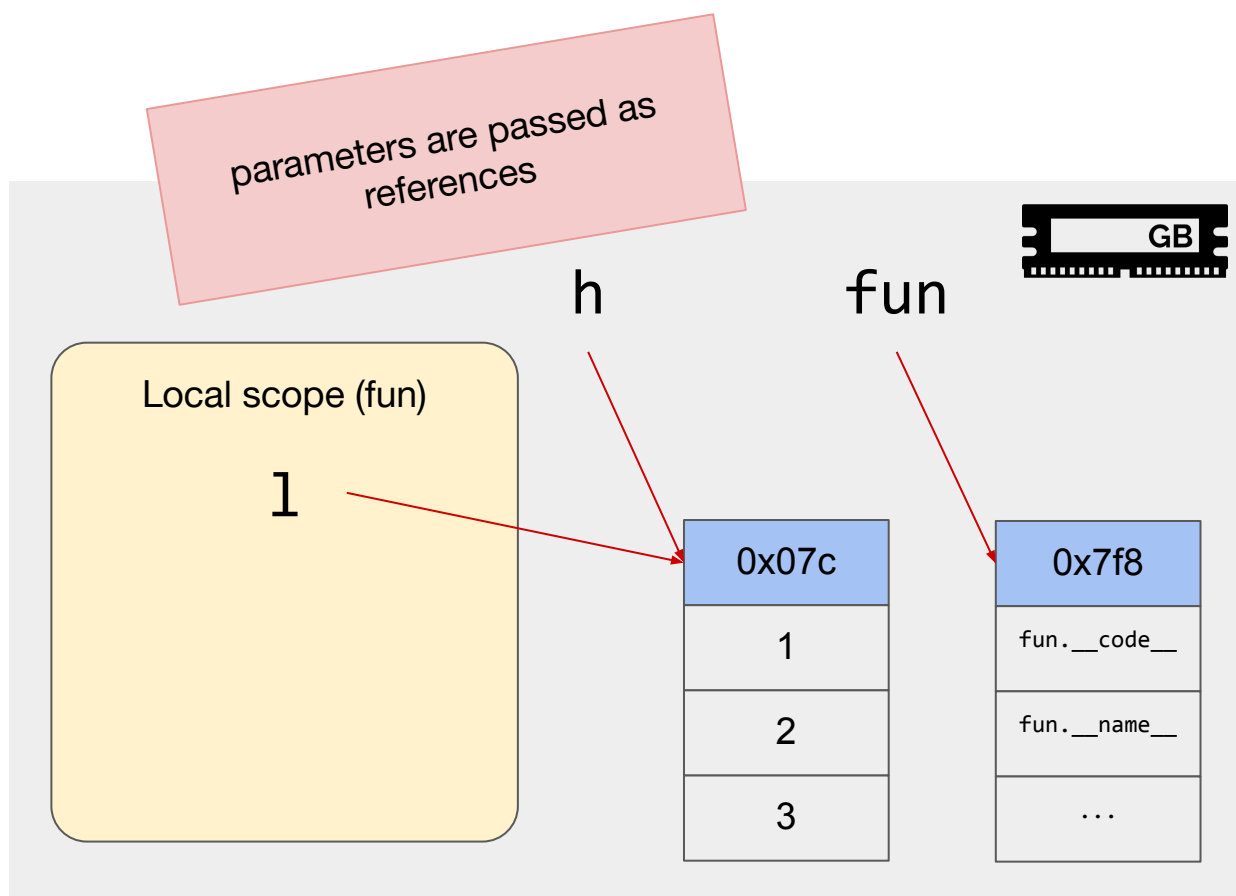 parameters are passed as
references
GB
h
fun
Local scope (fun)
l
0x07c
0x7f8
1
fun.__code__
2
fun.__name__
3
...